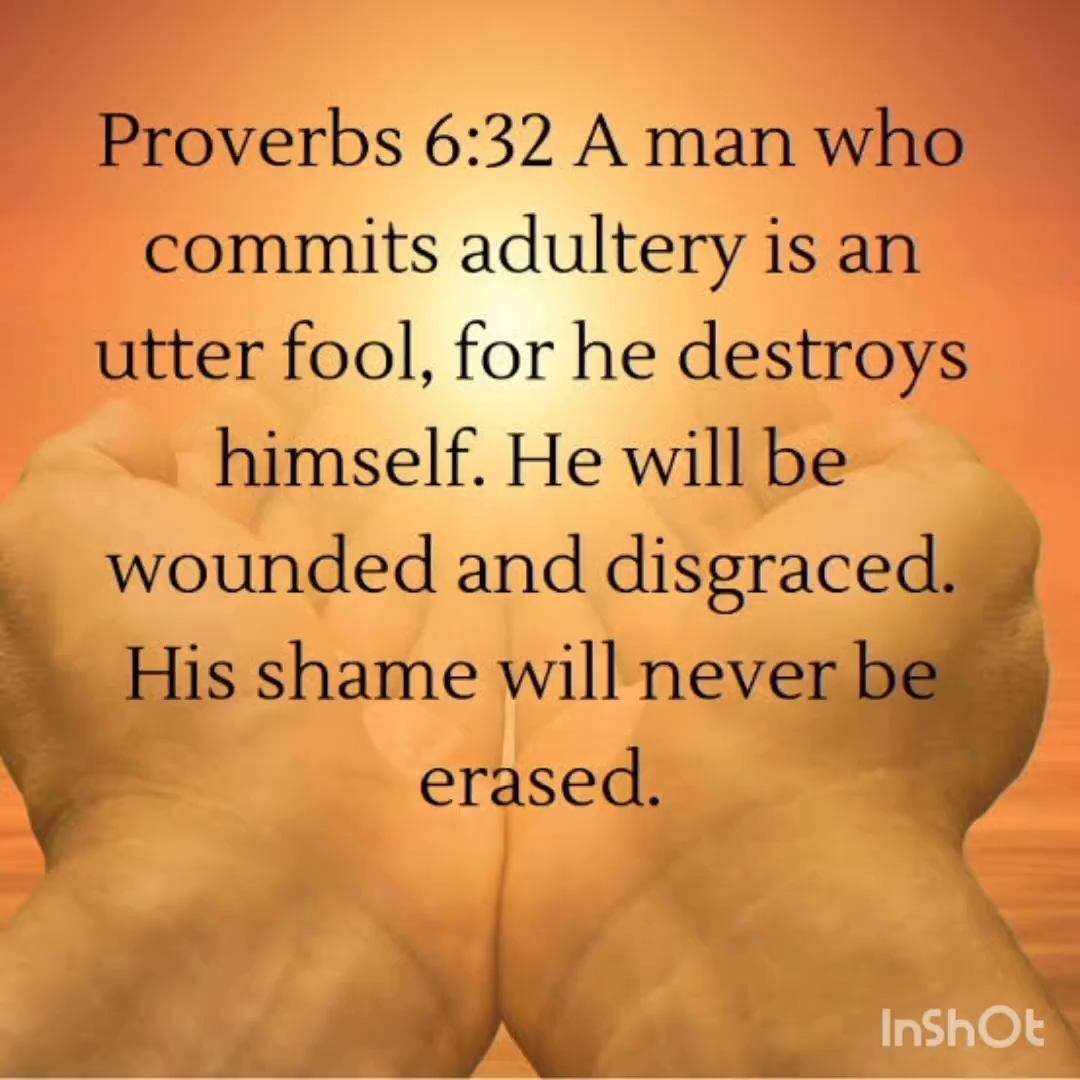 Proverbs 6:32 A man who
commits adultery is an
utter fool, for he destroys
himself. He will be
wounded and disgraced.
His shame will never be
erased.
InShOt